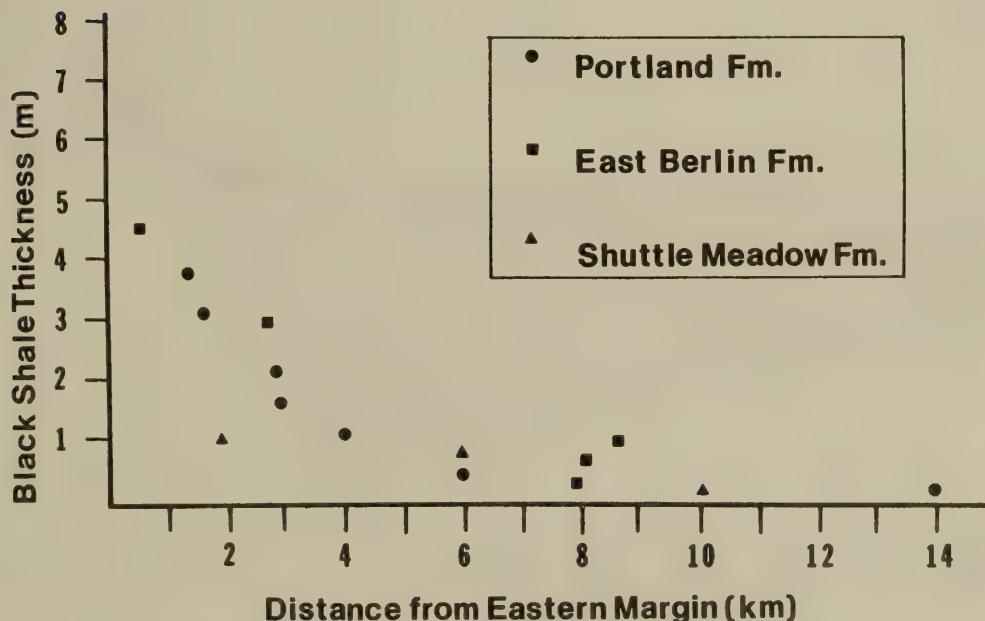 8
7
6
5
4
3
2
1
Black Shale Thickness (m)
Portland Fm.
East Berlin Fm.
Shuttle Meadow Fm.
2 4 6 8 10 12 14
Distance from Eastern Margin (km)